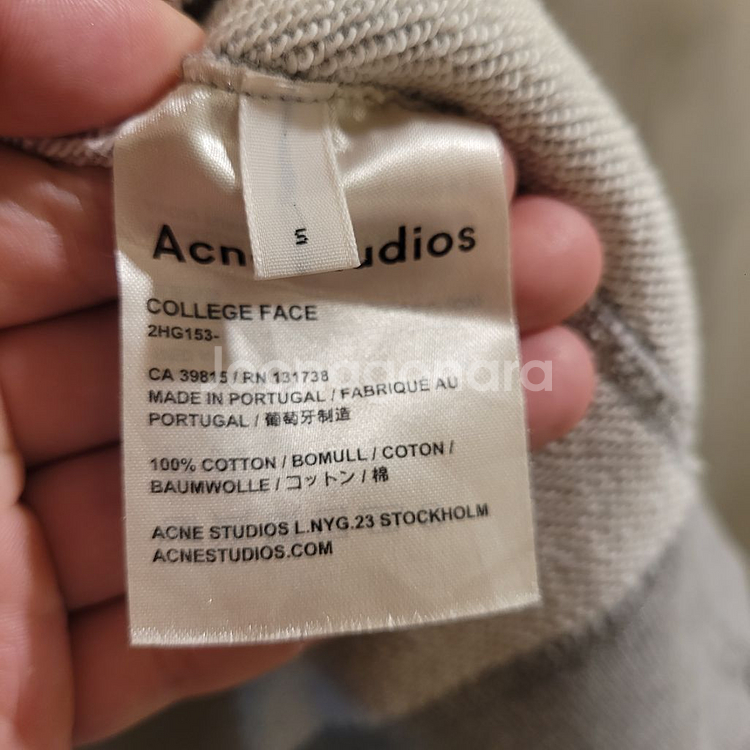 S
Acne Studios
COLLEGE FACE
2HG153-
CA 39815 / RN 131738
MADE IN PORTUGAL / FABRIQUÉ AU
PORTUGAL / 葡萄牙制造
100% COTTON / BOMULL / COTON /
BAUMWOLLE / コットン / 棉
ACNE STUDIOS L.NYG.23 STOCKHOLM
ACNESTUDIOS.COM